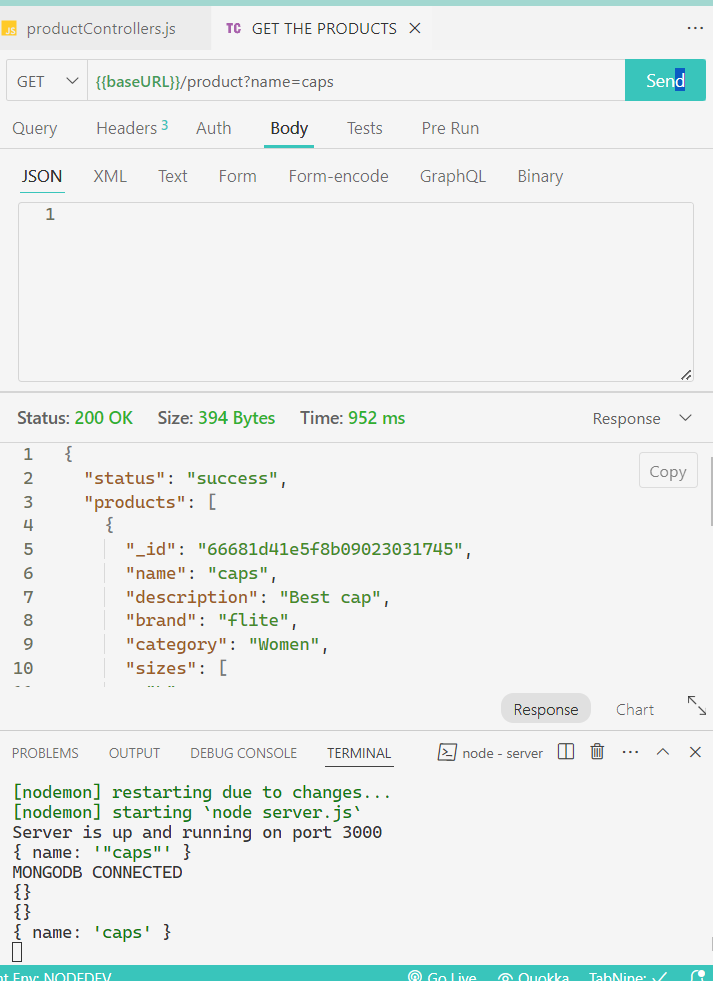 JS productControllers.js TC GET THE PRODUCTS
GET {{baseURL}}/product?name=caps Send
Query Headers 3 Auth Body Tests Pre Run
JSON XML Text Form Form-encode GraphQL Binary
1
Status: 200 OK Size: 394 Bytes Time: 952 ms Response
1 {
2 "status": "success",
Copy
3 "products": [
4 {
5 "_id": "66681d41e5f8b09023031745",
6 "name": "caps",
7 "description": "Best cap",
8 "brand": "flite",
9 "category": "Women",
10 "sizes": [
Response Chart
PROBLEMS OUTPUT DEBUG CONSOLE TERMINAL node - server
[nodemon] restarting due to changes...
[nodemon] starting `node server.js`
Server is up and running on port 3000
{ name: '"caps"' }
MONGODB CONNECTED
{}
{}
{ name: 'caps' }
nt Env: NODEDEV Go Live Quokka TabNine: